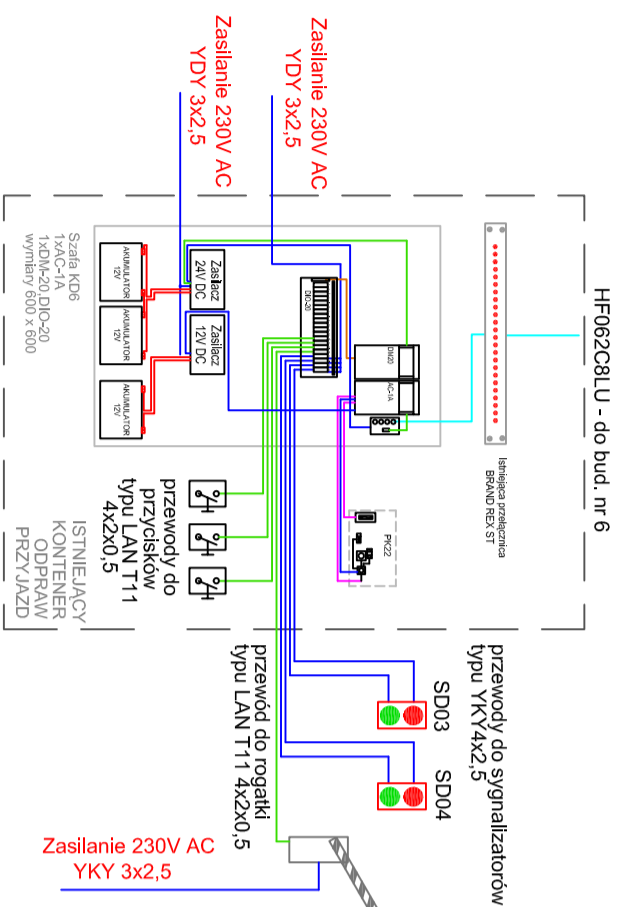 HF062C8LU - do bud. nr 6
Istniejąca przełącznica
BRAND REX ST
Zasilanie 230V AC
YDY 3x2,5
Zasilanie 230V AC
YDY 3x2,5
DM20
AC-1A
DIO-20
PK22
Zasilacz
24V DC
Zasilacz
12V DC
AKUMULATOR
12V
AKUMULATOR
12V
AKUMULATOR
12V
Szafa KD6
1xAC-1A
1xDM-20,DIO-20
wymiary 600 x 600
przewody do
przycisków
typu LAN T11
4x2x0,5
ISTNIEJĄCY
KONTENER
ODPRAW
PRZYJAZD
przewody do sygnalizatorów
typu YKY4x2,5
SD03
SD04
przewód do rogatki
typu LAN T11 4x2x0,5
Zasilanie 230V AC
YKY 3x2,5